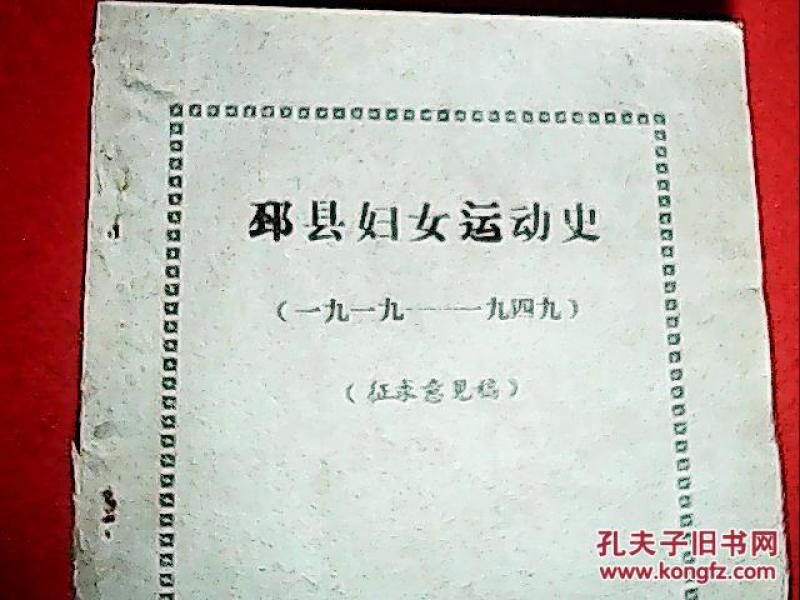 邳县妇女运动史
（一九一九——一九四九）
（征求意见稿）
孔夫子旧书网
www.kongfz.com